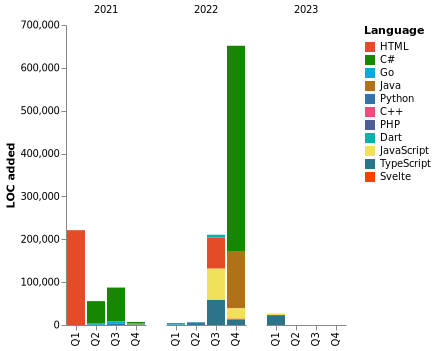 2021 2022 2023
700,000
600,000
500,000
400,000
300,000
200,000
100,000
0
LOC added
Q1 Q2 Q3 Q4 Q1 Q2 Q3 Q4 Q1 Q2 Q3 Q4
Language
HTML
C#
Go
Java
Python
C++
PHP
Dart
JavaScript
TypeScript
Svelte